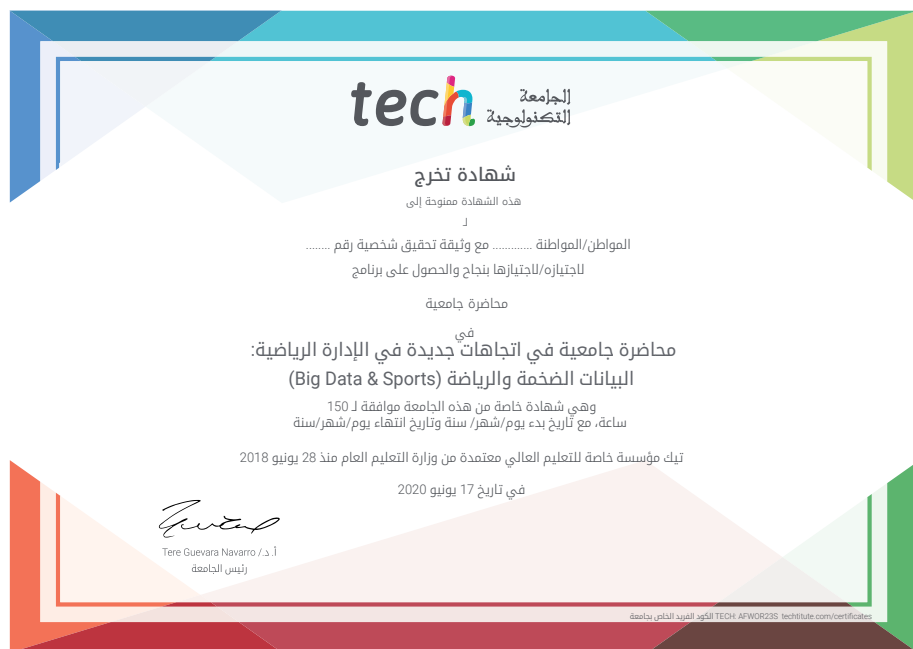 tech الجامعة
التكنولوجية
شهادة تخرج
هذه الشهادة ممنوحة إلى
لـ
المواطن/المواطنة ............. مع وثيقة تحقيق شخصية رقم ........
لاجتيازه/لاجتيازها بنجاح والحصول على برنامج
محاضرة جامعية
في
محاضرة جامعية في اتجاهات جديدة في الإدارة الرياضية:
البيانات الضخمة والرياضة (Big Data & Sports)
وهي شهادة خاصة من هذه الجامعة موافقة لـ 150
ساعة، مع تاريخ بدء يوم/شهر/ سنة وتاريخ انتهاء يوم/شهر/سنة
تيك مؤسسة خاصة للتعليم العالي معتمدة من وزارة التعليم العام منذ 28 يونيو 2018
في تاريخ 17 يونيو 2020
أ. د./ Tere Guevara Navarro
رئيس الجامعة
الكود الفريد الخاص بجامعة TECH: AFWOR23S techtitute.com/certificates